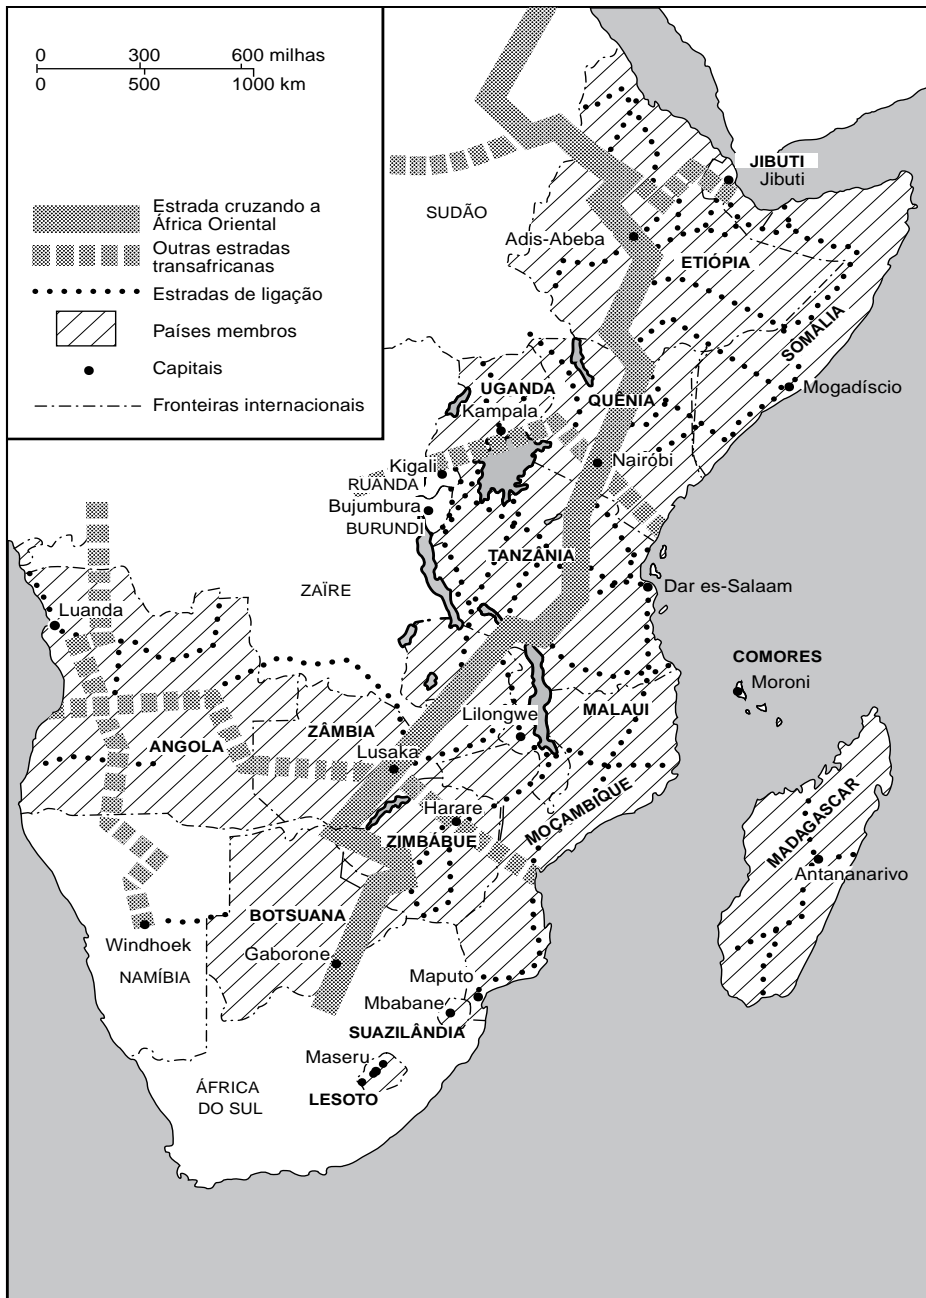 0 300 600 milhas
0 500 1000 km
Estrada cruzando a
África Oriental
Outras estradas
transafricanas
Estradas de ligação
Países membros
Capitais
Fronteiras internacionais
JIBUTI
Jibuti
SUDÃO
Adis-Abeba
ETIÓPIA
SOMÁLIA
UGANDA
Kampala
QUÊNIA
Mogadíscio
Nairóbi
Kigali
RUANDA
Bujumbura
BURUNDI
TANZÂNIA
ZAÏRE
Dar es-Salaam
Luanda
COMORES
Moroni
MALAUI
Lilongwe
ZÂMBIA
ANGOLA
Lusaka
Harare
MOÇAMBIQUE
ZIMBÁBUE
MADAGASCAR
Antananarivo
BOTSUANA
Windhoek
Gaborone
NAMÍBIA
Maputo
Mbabane
SUAZILÂNDIA
Maseru
ÁFRICA
DO SUL
LESOTO